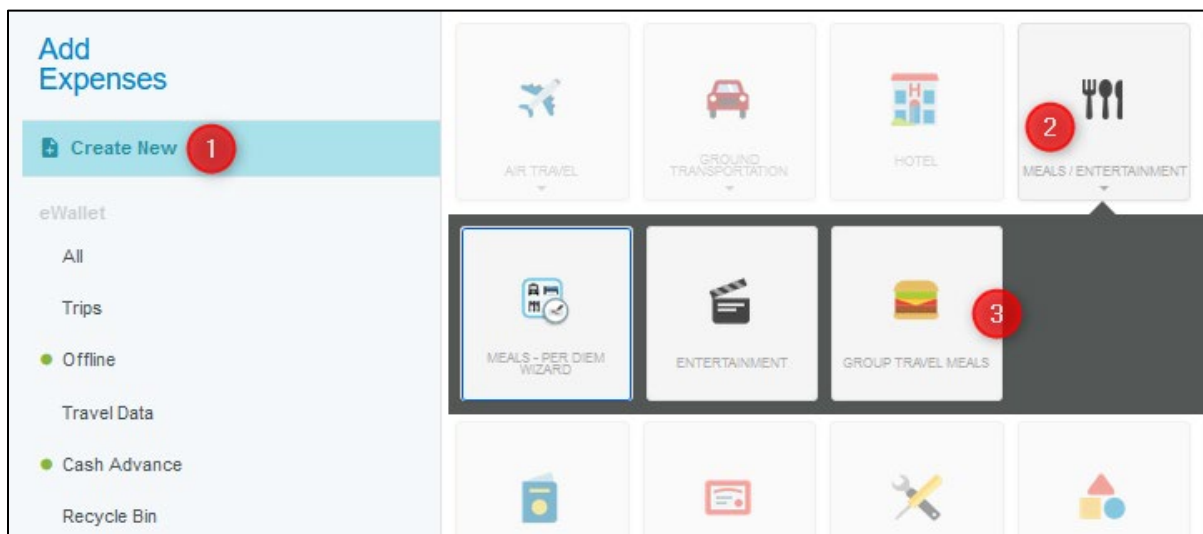 Add
Expenses
Create New
1
eWallet
All
Trips
Offline
Travel Data
Cash Advance
Recycle Bin
AIR TRAVEL
GROUND
TRANSPORTATION
H
HOTEL
2
MEALS / ENTERTAINMENT
MEALS - PER DIEM
WIZARD
ENTERTAINMENT
GROUP TRAVEL MEALS
3